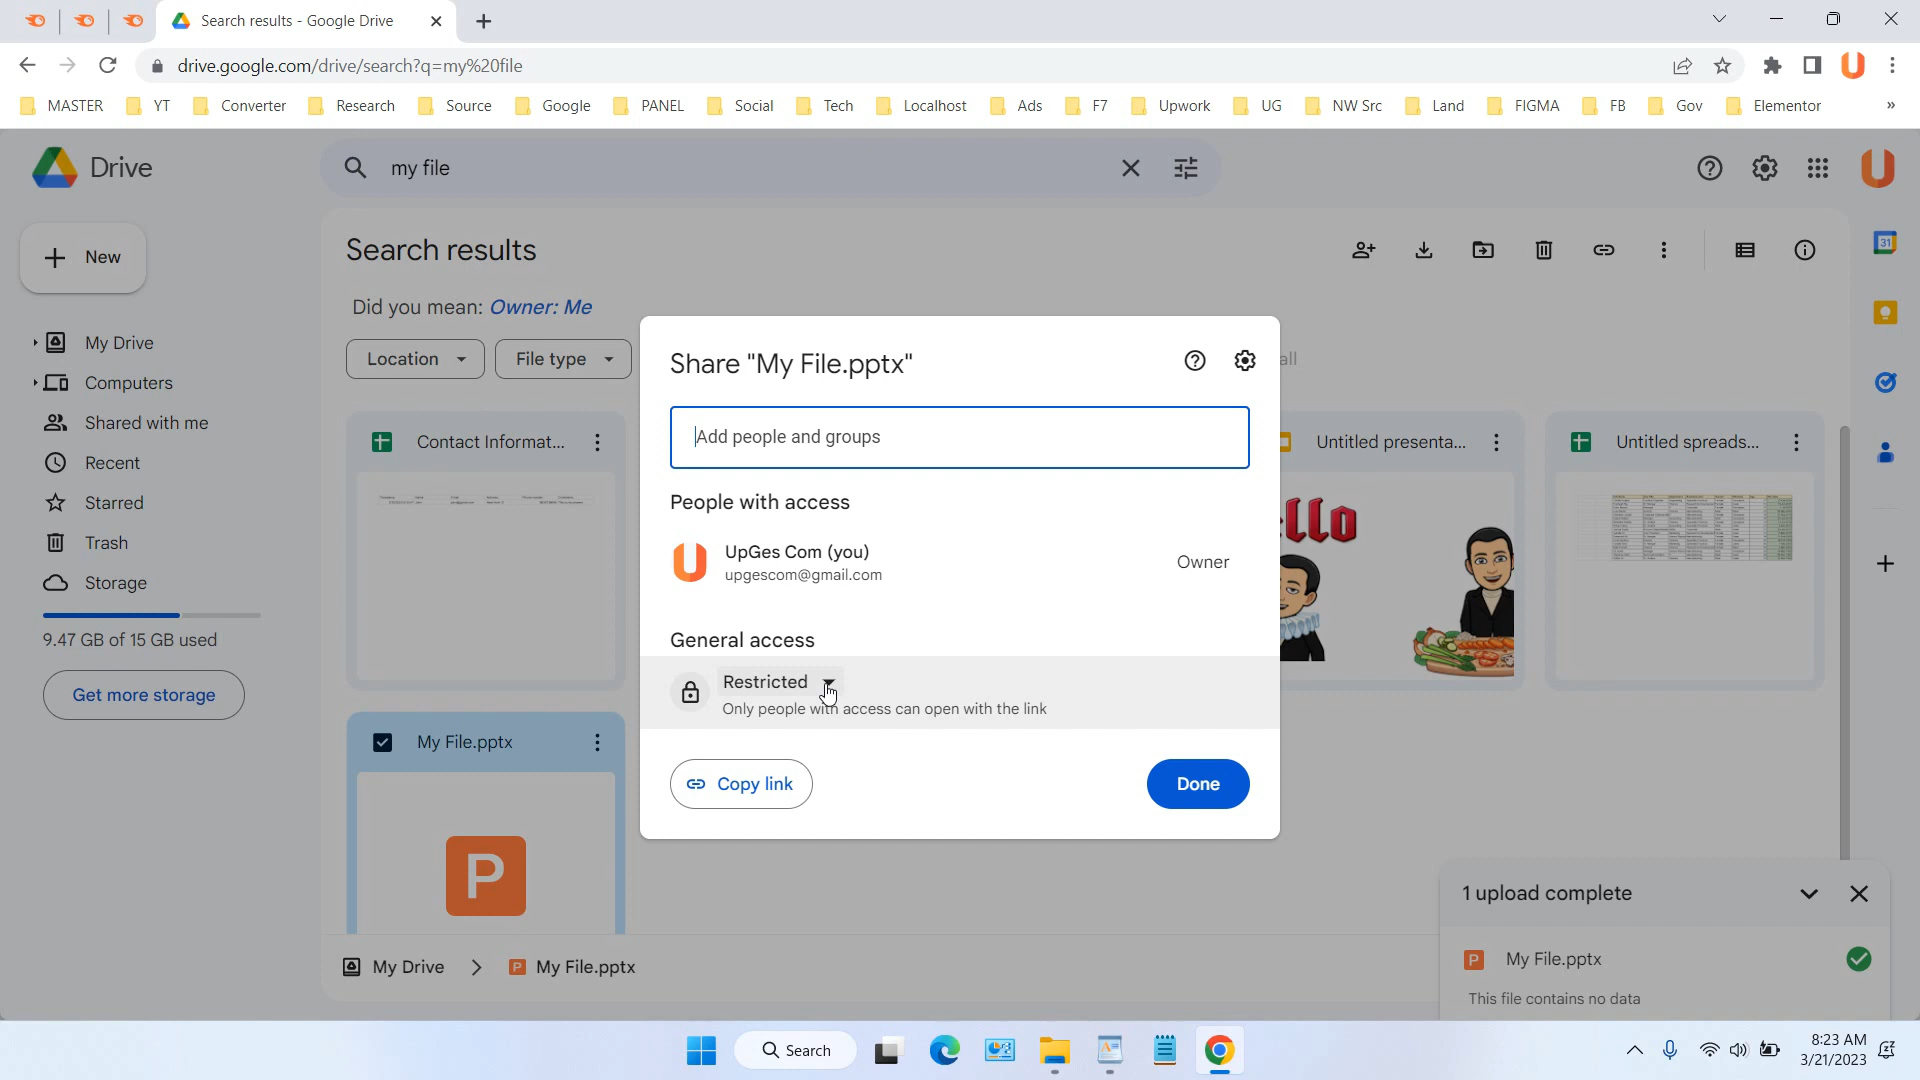 Search results - Google Drive
drive.google.com/drive/search?q=my%20file
MASTER YT Converter Research Source Google PANEL Social Tech Localhost Ads F7 Upwork UG NW Src Land FIGMA FB Gov Elementor »
Drive
my file
New
Search results
Did you mean: Owner: Me
Location
File type
all
My Drive
Computers
Shared with me
Recent
Starred
Trash
Storage
9.47 GB of 15 GB used
Get more storage
Contact Informat...
Untitled presenta...
Untitled spreads...
llo
Share "My File.pptx"
Add people and groups
People with access
UpGes Com (you)
upgescom@gmail.com
Owner
General access
Restricted
Only people with access can open with the link
Copy link
Done
My File.pptx
P
My Drive > My File.pptx
1 upload complete
P My File.pptx
This file contains no data
31
Search
8:23 AM
3/21/2023